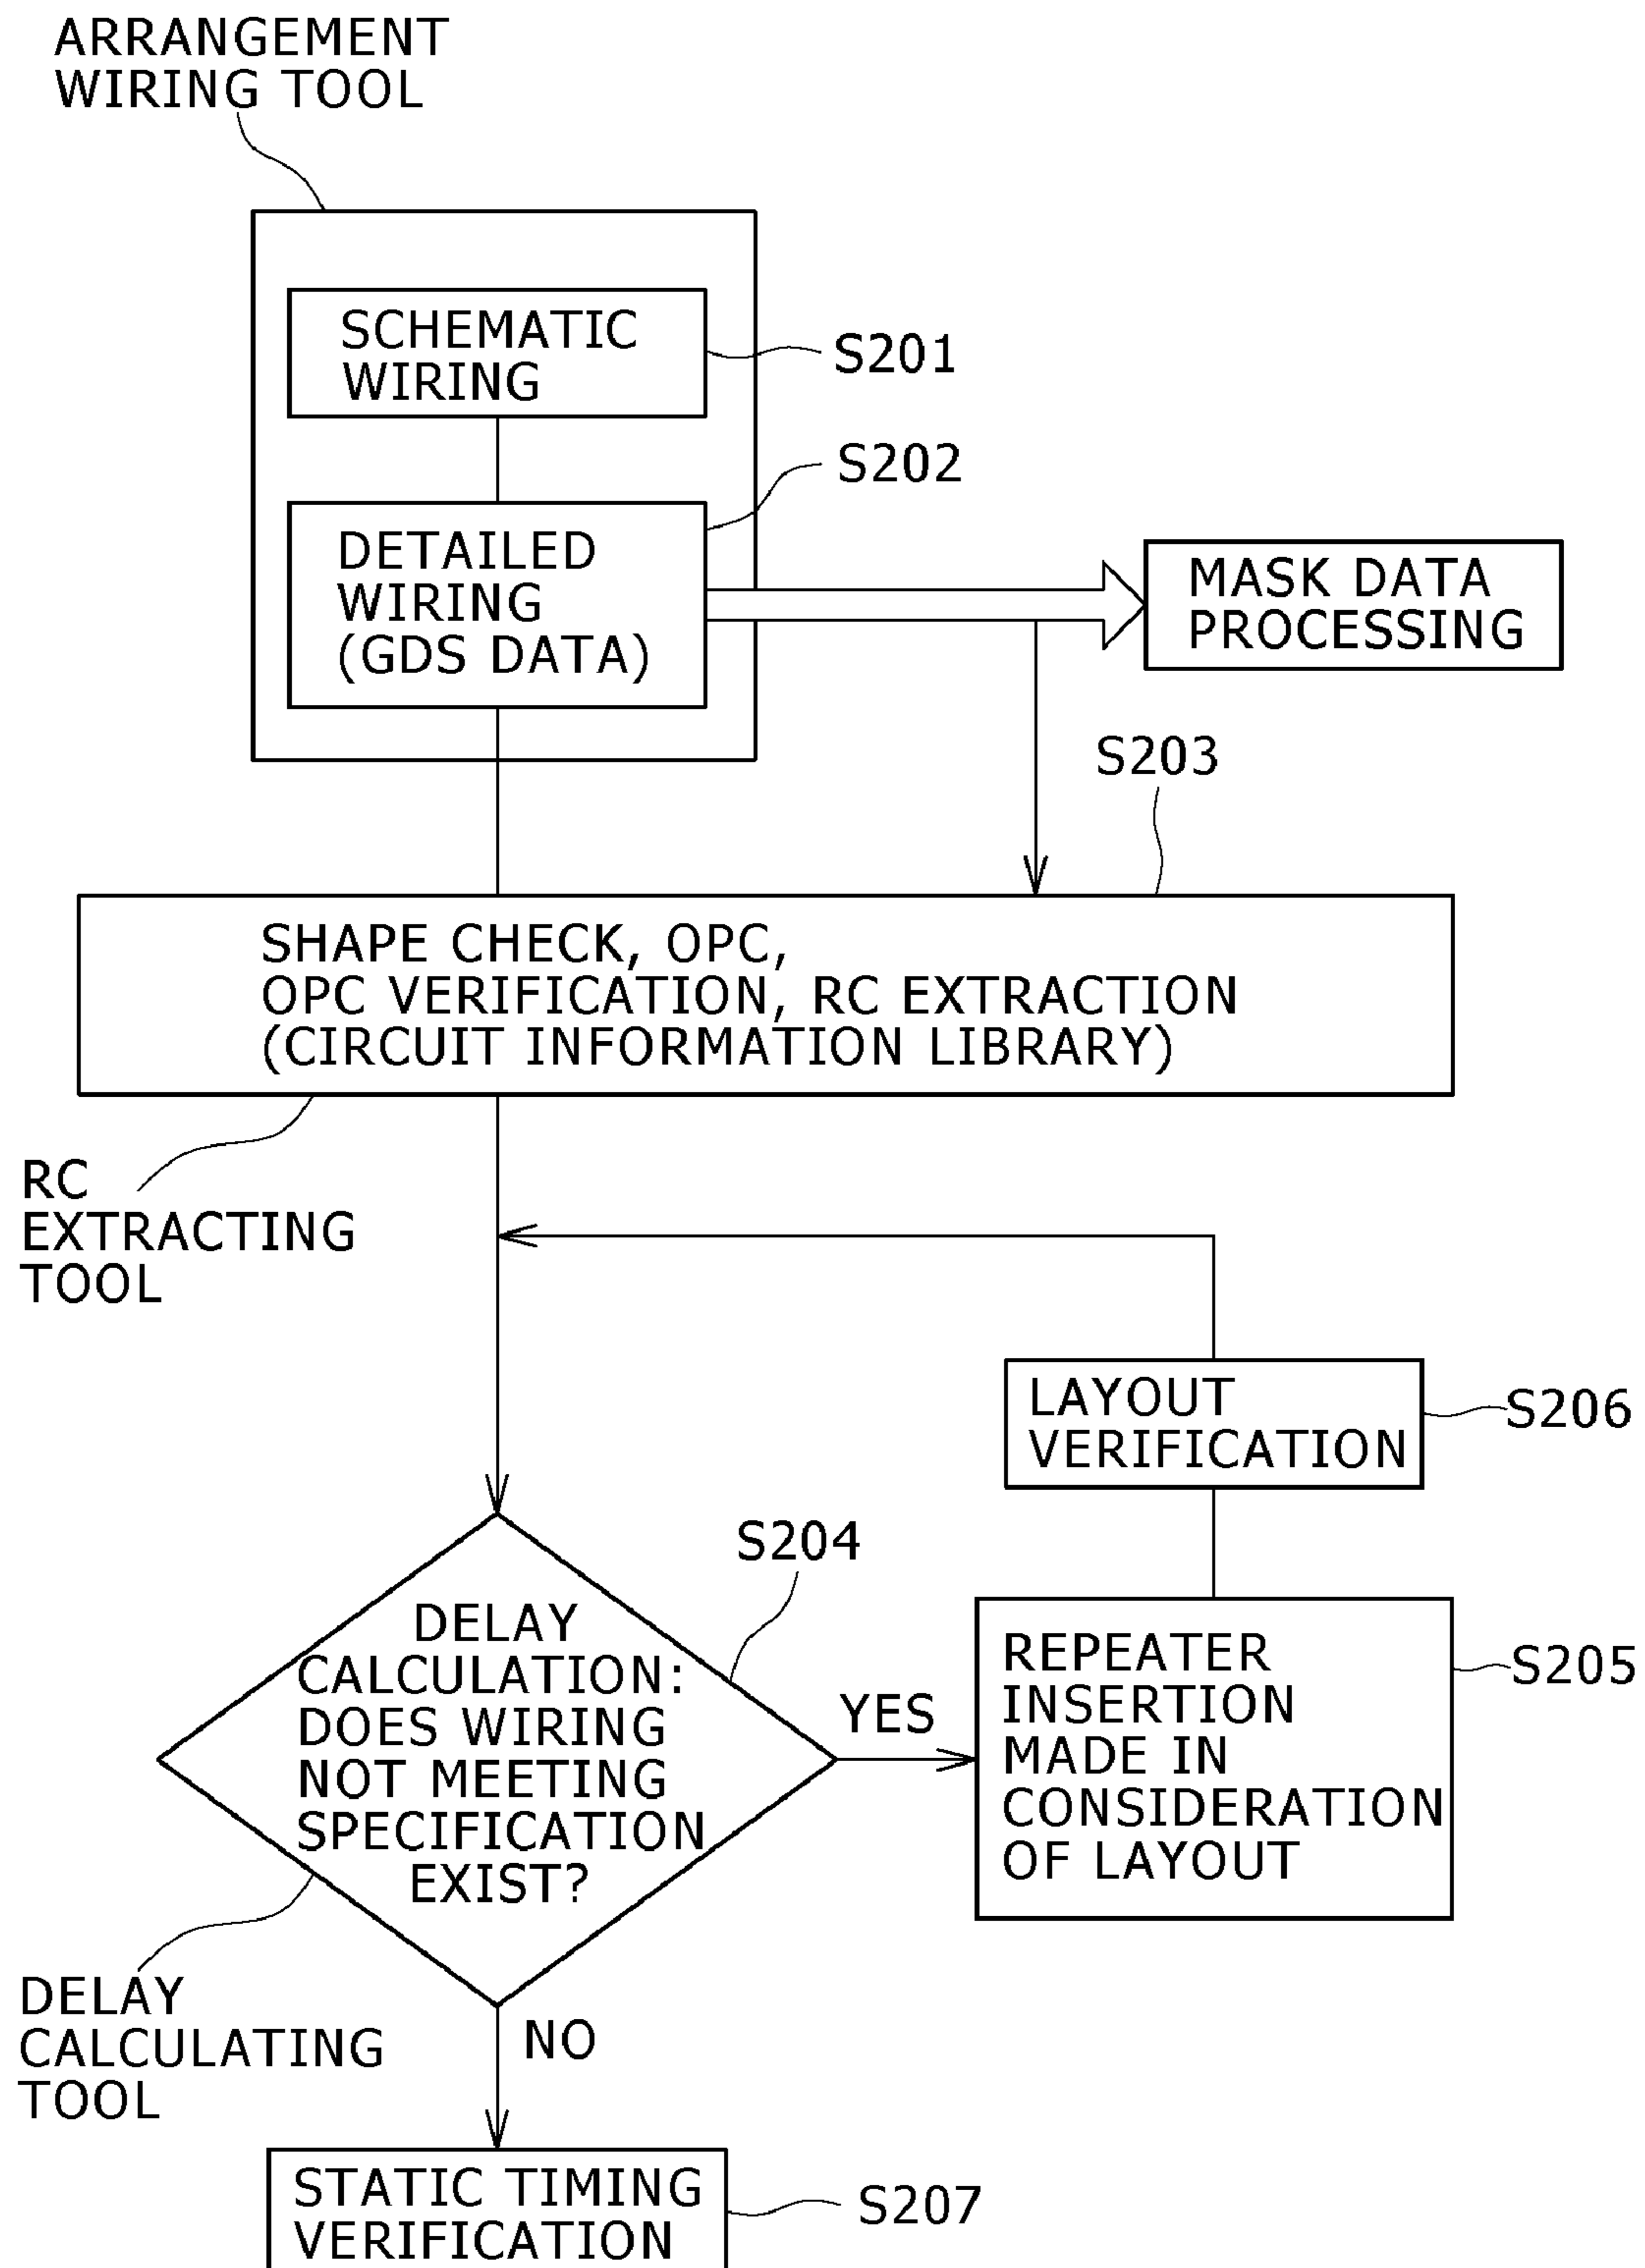 ARRANGEMENT
WIRING TOOL
SCHEMATIC
WIRING
S201
S202
DETAILED
WIRING
(GDS DATA)
MASK DATA
PROCESSING
S203
SHAPE CHECK, OPC,
OPC VERIFICATION, RC EXTRACTION
(CIRCUIT INFORMATION LIBRARY)
RC
EXTRACTING
TOOL
LAYOUT
VERIFICATION
S206
S204
DELAY
CALCULATION:
DOES WIRING
NOT MEETING
SPECIFICATION
EXIST?
YES
REPEATER
INSERTION
MADE IN
CONSIDERATION
OF LAYOUT
S205
DELAY
CALCULATING
TOOL
NO
STATIC TIMING
VERIFICATION
S207